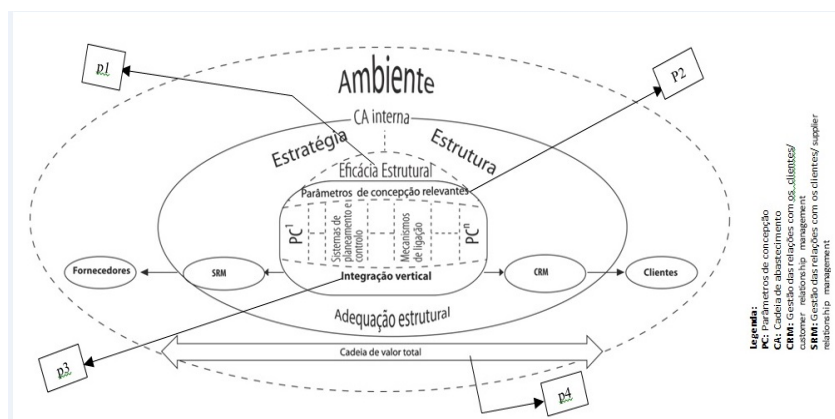 p1
P2
Ambiente
CA interna
Estratégia
Estrutura
Eficácia Estrutural
Parâmetros de concepção relevantes
PC1
Sistemas de
planeamento e
controlo
Mecanismos
de ligação
PCn
Fornecedores
SRM
Integração vertical
CRM
Clientes
Adequação estrutural
Cadeia de valor total
p3
p4
Legenda:
PC: Parâmetros de concepção
CA: Cadeia de abastecimento
CRM: Gestão das relações com os clientes/
customer relationship management
SRM: Gestão das relações com os clientes/ supplier
relationship management